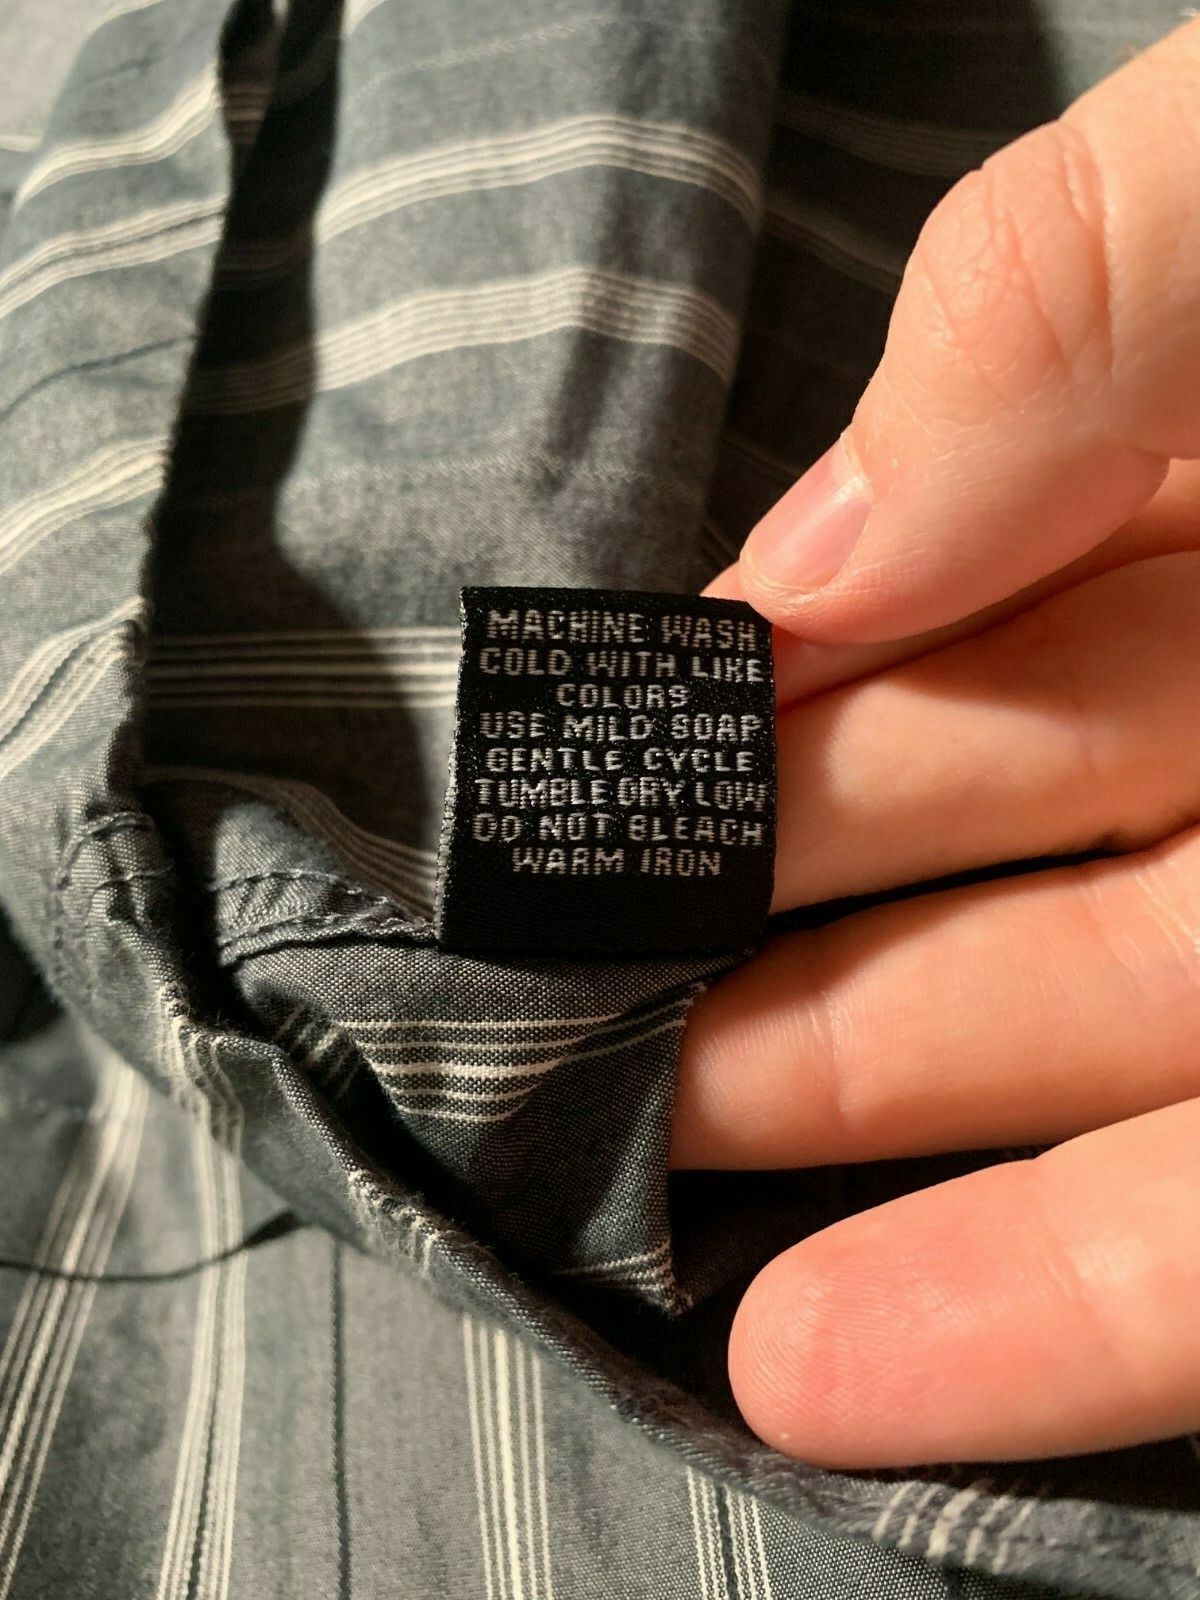 MACHINE WASH
COLD WITH LIKE
COLORS
USE MILD SOAP
GENTLE CYCLE
TUMBLE DRY LOW
DO NOT BLEACH
WARM IRON